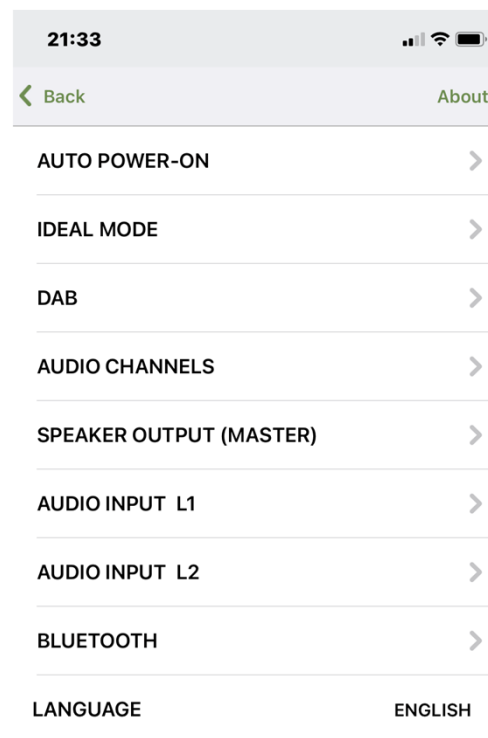 21:33
Back About
AUTO POWER-ON
IDEAL MODE
DAB
AUDIO CHANNELS
SPEAKER OUTPUT (MASTER)
AUDIO INPUT L1
AUDIO INPUT L2
BLUETOOTH
LANGUAGE ENGLISH